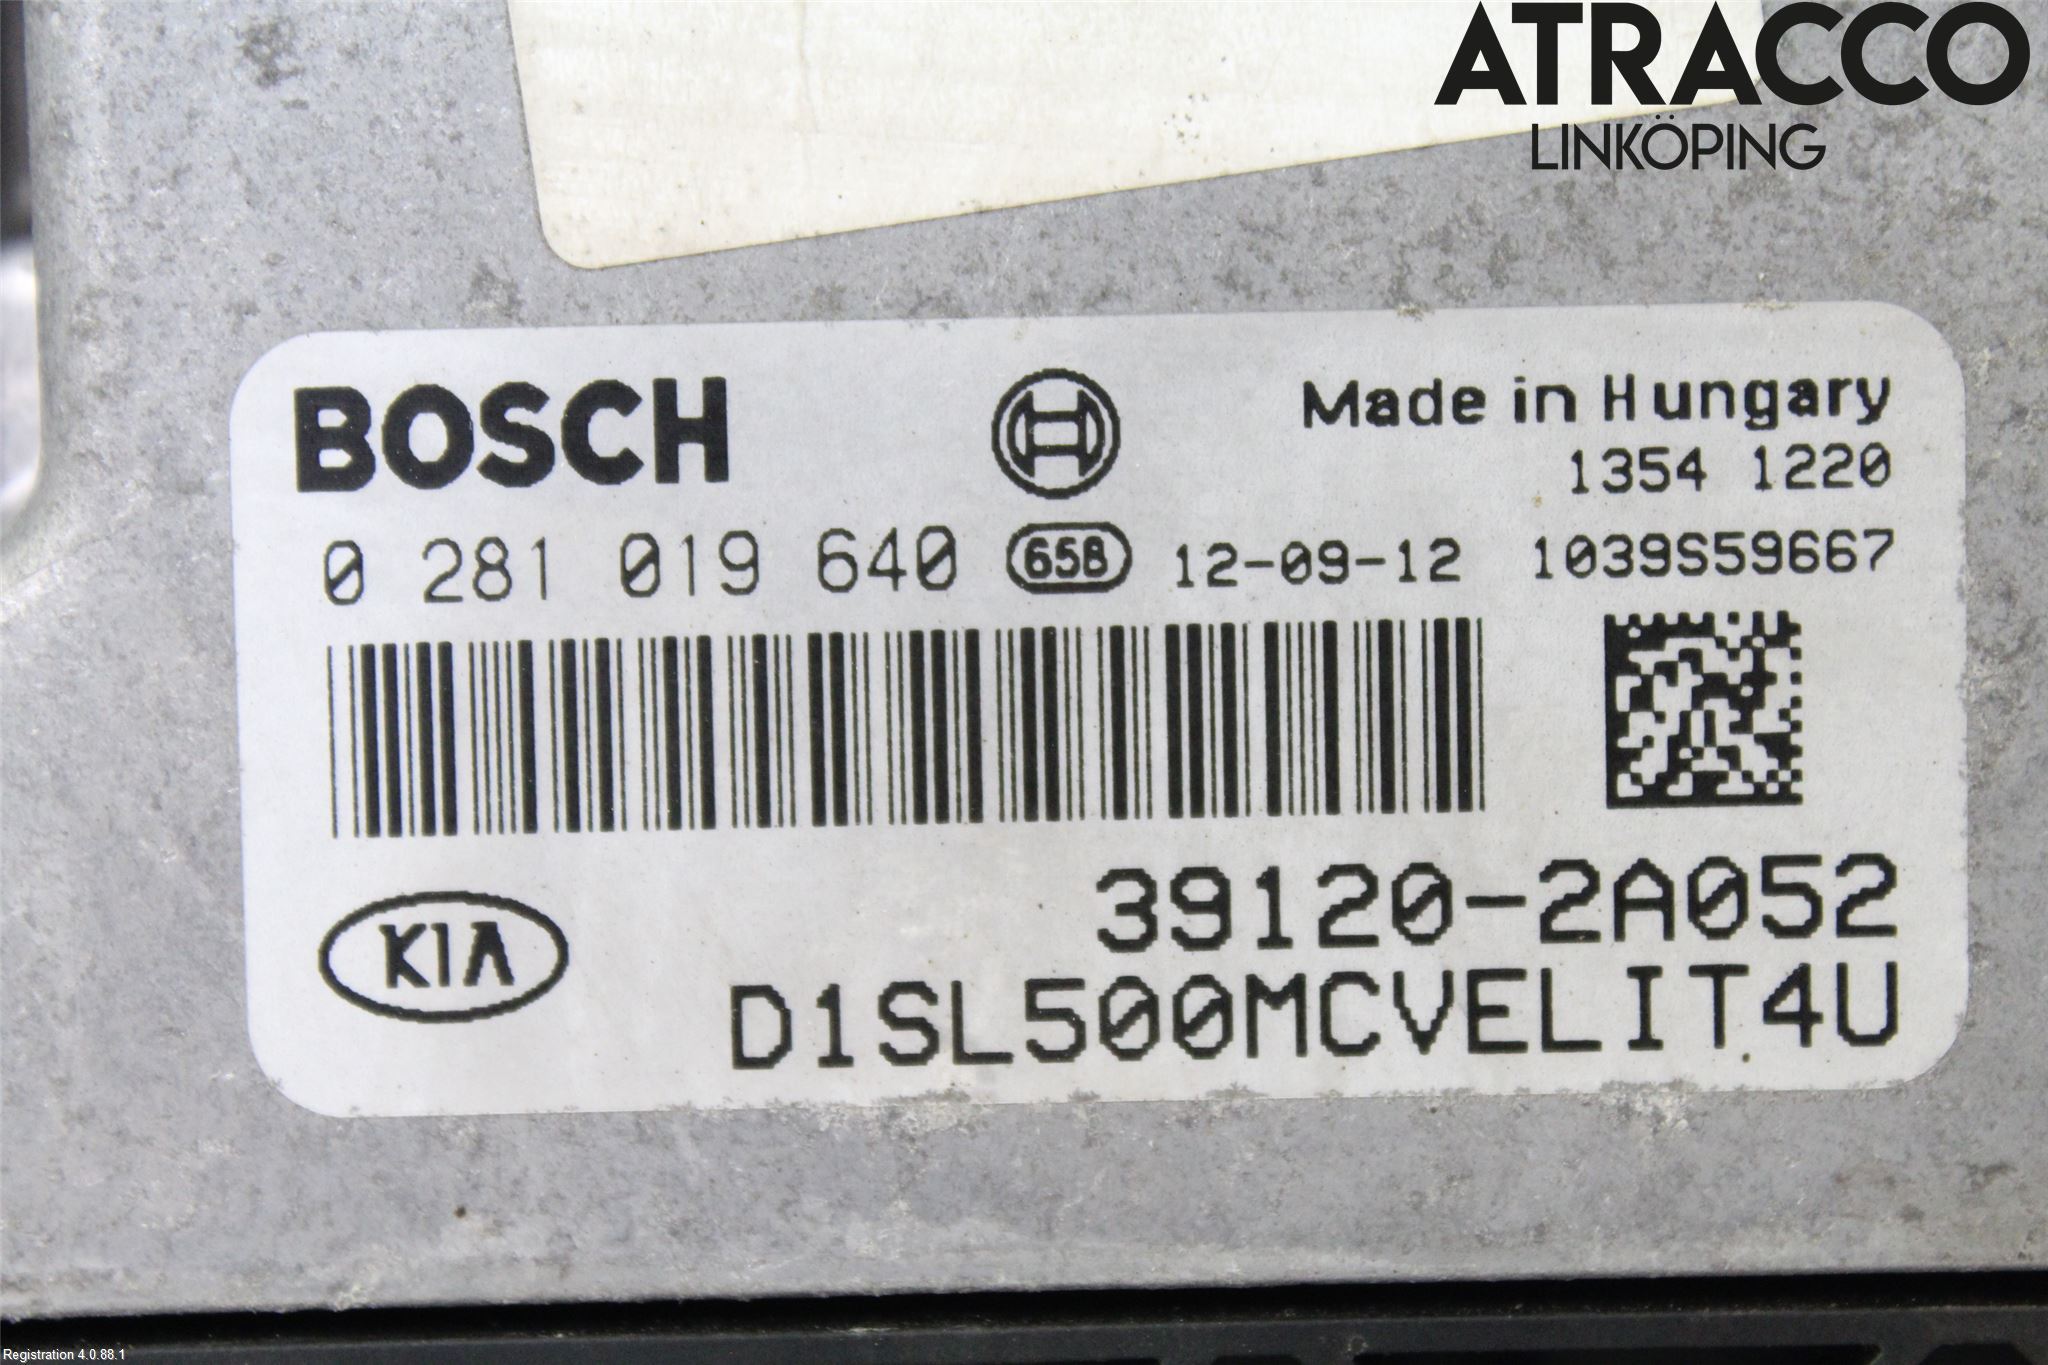 ATRACCO
LINKÖPING
BOSCH
Made in Hungary
1354 1220
0 281 019 640 65B 12-09-12 1039S59667
39120-2A052
KIA
D1SL500MCVELIT4U
Registration 4.0.88.1